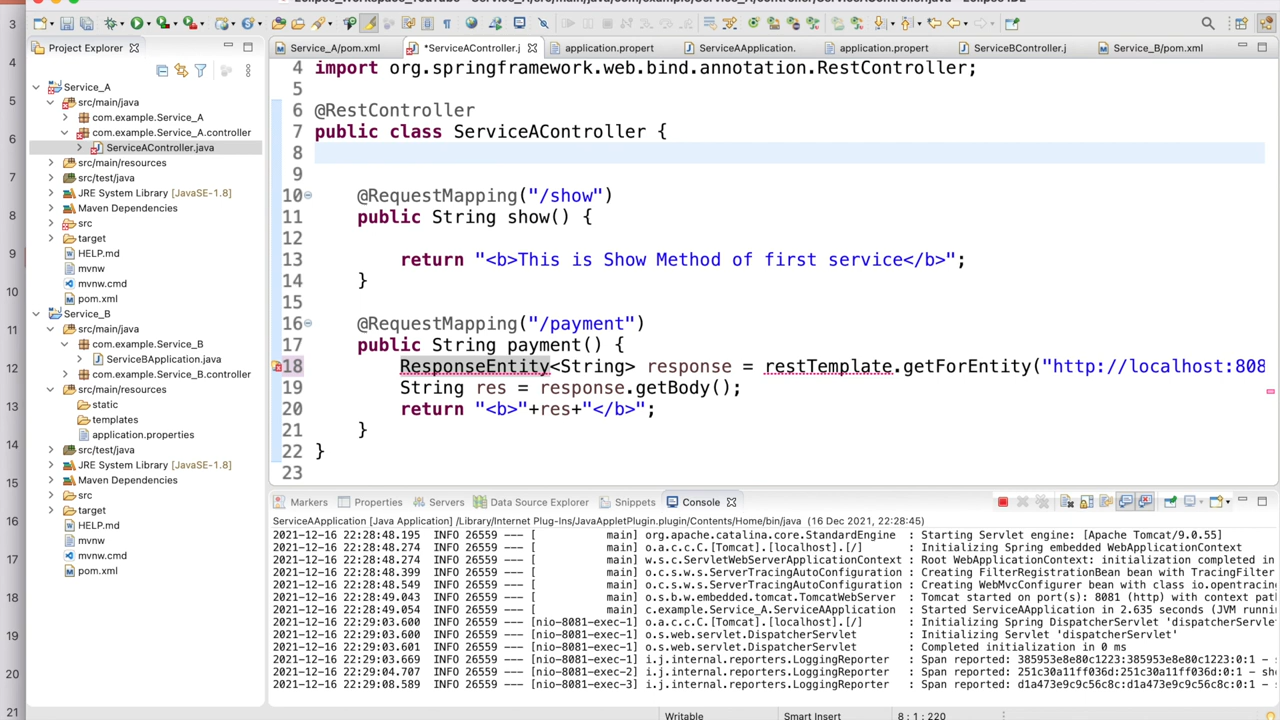 Service_A/pom.xml
*ServiceAController.j
application.propert
ServiceAApplication.
application.propert
ServiceBController.j
Service_B/pom.xml
Project Explorer
Service_A
src/main/java
com.example.Service_A
com.example.Service_A.controller
ServiceAController.java
src/main/resources
src/test/java
JRE System Library [JavaSE-1.8]
Maven Dependencies
src
target
HELP.md
mvnw
mvnw.cmd
pom.xml
Service_B
src/main/java
com.example.Service_B
ServiceBApplication.java
com.example.Service_B.controller
src/main/resources
static
templates
application.properties
src/test/java
JRE System Library [JavaSE-1.8]
Maven Dependencies
src
target
HELP.md
mvnw
mvnw.cmd
pom.xml
3
4
5
6
7
8
9
10
11
12
13
14
15
16
17
18
19
20
21
4 import org.springframework.web.bind.annotation.RestController;
5
6 @RestController
7 public class ServiceAController {
8
9
10 @RequestMapping("/show")
11 public String show() {
12
13 return "<b>This is Show Method of first service</b>";
14 }
15
16 @RequestMapping("/payment")
17 public String payment() {
18 ResponseEntity<String> response = restTemplate.getForEntity("http://localhost:808
19 String res = response.getBody();
20 return "<b>"+res+"</b>";
21 }
22 }
23
Markers Properties Servers Data Source Explorer Snippets Console
ServiceAApplication [Java Application] /Library/Internet Plug-Ins/JavaAppletPlugin.plugin/Contents/Home/bin/java (16 Dec 2021, 22:28:45)
2021-12-16 22:28:48.195 INFO 26559 --- [ main] org.apache.catalina.core.StandardEngine : Starting Servlet engine: [Apache Tomcat/9.0.55]
2021-12-16 22:28:48.274 INFO 26559 --- [ main] o.a.c.c.C.[Tomcat].[localhost].[/] : Initializing Spring embedded WebApplicationContext
2021-12-16 22:28:48.274 INFO 26559 --- [ main] w.s.c.ServletWebServerApplicationContext : Root WebApplicationContext: initialization completed in
2021-12-16 22:28:48.399 INFO 26559 --- [ main] o.i.c.s.w.s.ServerTracingAutoConfiguration : Creating FilterRegistrationBean bean with TracingFilter
2021-12-16 22:28:48.549 INFO 26559 --- [ main] o.i.c.s.w.s.ServerTracingAutoConfiguration : Creating WebMvcConfigurer bean with class io.opentracing
2021-12-16 22:28:49.043 INFO 26559 --- [ main] o.s.b.w.embedded.tomcat.TomcatWebServer : Tomcat started on port(s): 8081 (http) with context path
2021-12-16 22:28:49.054 INFO 26559 --- [ main] c.example.Service_A.ServiceAApplication : Started ServiceAApplication in 2.635 seconds (JVM running
2021-12-16 22:29:03.600 INFO 26559 --- [nio-8081-exec-1] o.a.c.c.C.[Tomcat].[localhost].[/] : Initializing Spring DispatcherServlet 'dispatcherServlet
2021-12-16 22:29:03.600 INFO 26559 --- [nio-8081-exec-1] o.s.web.servlet.DispatcherServlet : Initializing Servlet 'dispatcherServlet'
2021-12-16 22:29:03.601 INFO 26559 --- [nio-8081-exec-1] o.s.web.servlet.DispatcherServlet : Completed initialization in 0 ms
2021-12-16 22:29:03.669 INFO 26559 --- [nio-8081-exec-1] i.j.internal.reporters.LoggingReporter : Span reported: 385953e8e80c1223:385953e8e80c1223:0:1 -
2021-12-16 22:29:04.707 INFO 26559 --- [nio-8081-exec-2] i.j.internal.reporters.LoggingReporter : Span reported: 251c30a11ff036d:251c30a11ff036d:0:1 - sh
2021-12-16 22:29:08.589 INFO 26559 --- [nio-8081-exec-3] i.j.internal.reporters.LoggingReporter : Span reported: d1a473e9c9c56c8c:d1a473e9c9c56c8c:0:1 -
Writable Smart Insert 8 : 1 : 220